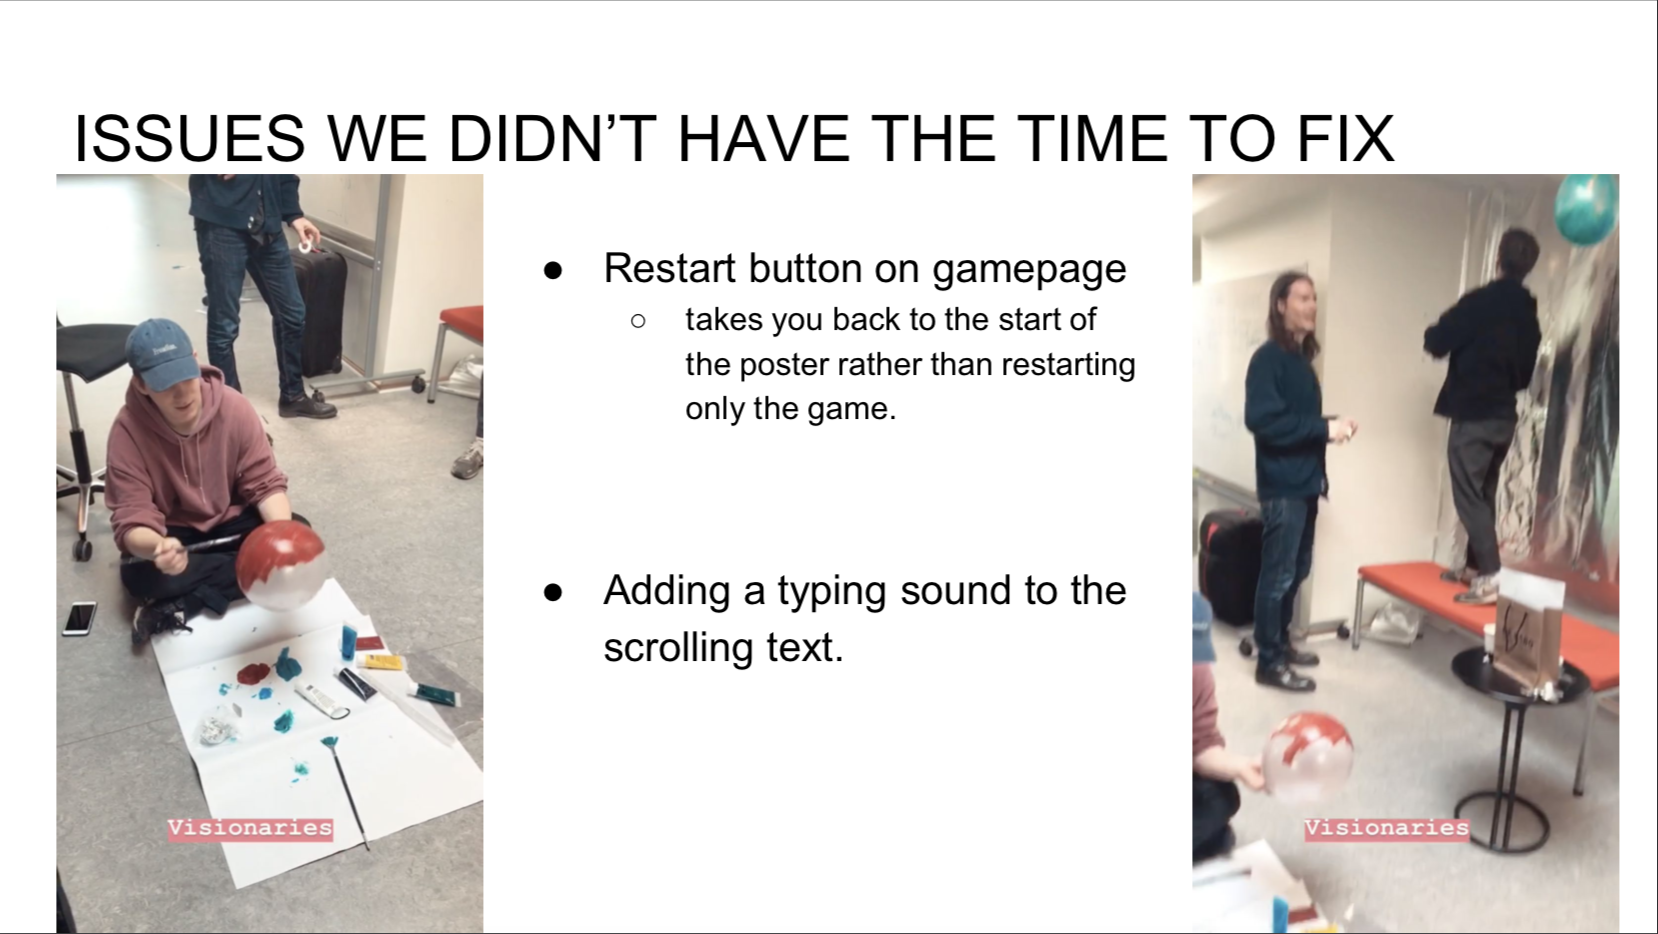 ISSUES WE DIDN’T HAVE THE TIME TO FIX
● Restart button on gamepage
○ takes you back to the start of
the poster rather than restarting
only the game.
● Adding a typing sound to the
scrolling text.
Visionaries
Visionaries